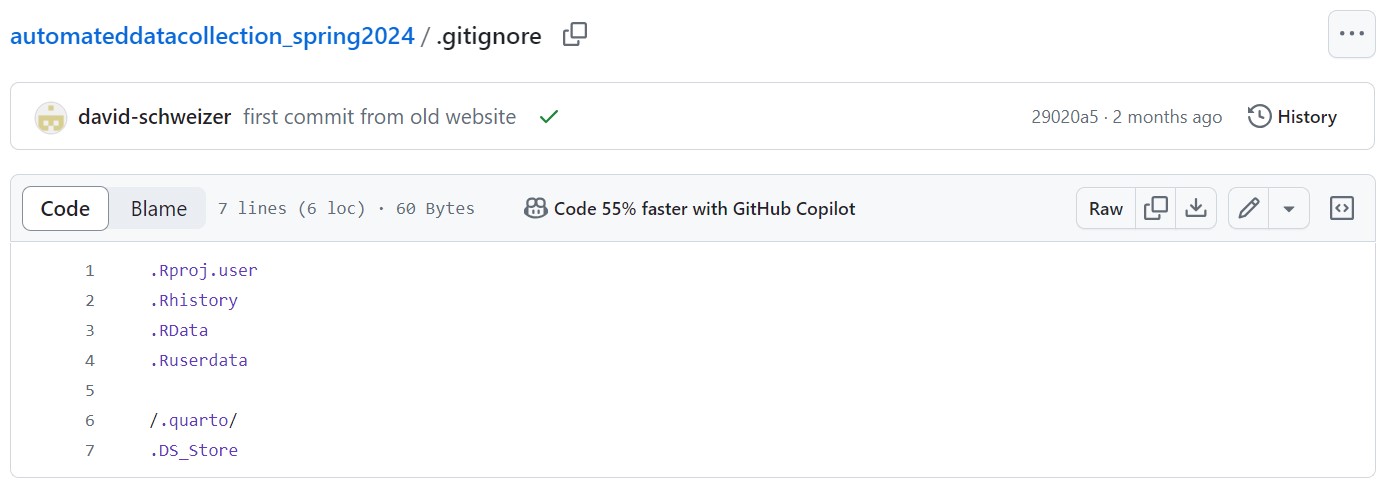 automateddatacollection_spring2024 / .gitignore
david-schweizer first commit from old website 29020a5 · 2 months ago History
Code Blame 7 lines (6 loc) · 60 Bytes Code 55% faster with GitHub Copilot Raw
1 .Rproj.user
2 .Rhistory
3 .RData
4 .Ruserdata
5
6 /.quarto/
7 .DS_Store